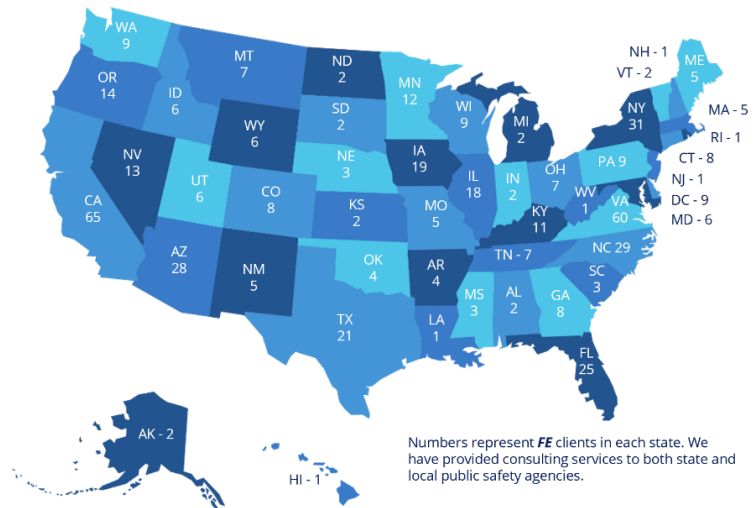 WA
9
OR
14
ID
6
MT
7
ND
2
SD
2
MN
12
WI
9
MI
2
NY
31
NH - 1
VT - 2
ME
5
MA - 5
RI - 1
CT - 8
NJ - 1
DC - 9
MD - 6
WY
6
NV
13
CA
65
UT
6
CO
8
NE
3
IA
19
IL
18
IN
2
OH
7
PA 9
WV
1
VA
60
KS
2
MO
5
KY
11
AZ
28
NM
5
OK
4
AR
4
TN - 7
NC 29
SC
3
TX
21
LA
1
MS
3
AL
2
GA
8
FL
25
AK - 2
HI - 1
Numbers represent FE clients in each state. We
have provided consulting services to both state and
local public safety agencies.